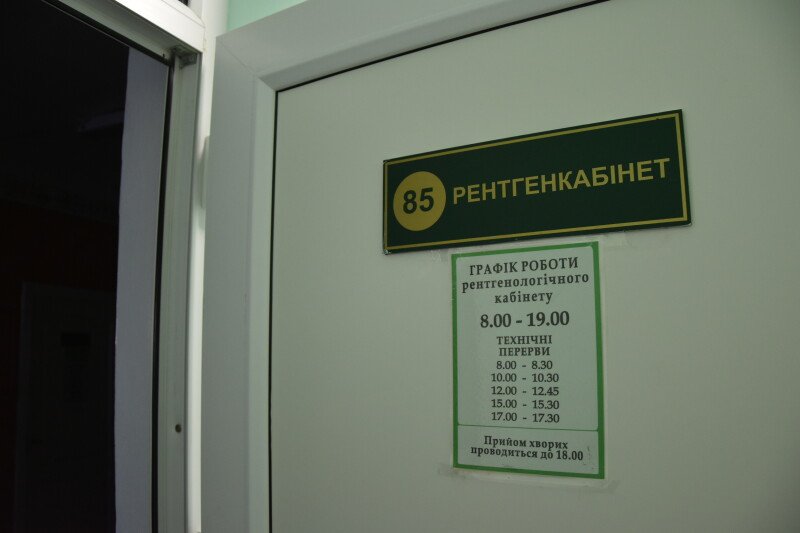 85 РЕНТГЕНКАБІНЕТ
ГРАФІК РОБОТИ
рентгенологічного
кабінету
8.00 - 19.00
ТЕХНІЧНІ
ПЕРЕРВИ
8.00 - 8.30
10.00 - 10.30
12.00 - 12.45
15.00 - 15.30
17.00 - 17.30
Прийом хворих
проводиться до 18.00